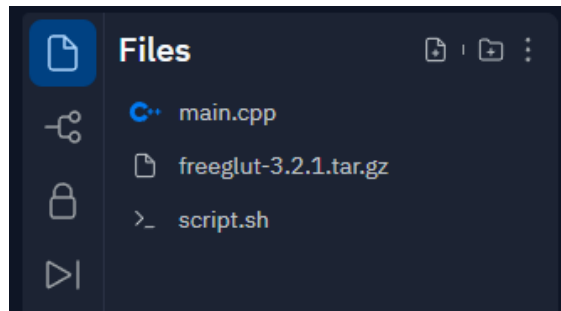 Files
C++ main.cpp
freeglut-3.2.1.tar.gz
>_ script.sh